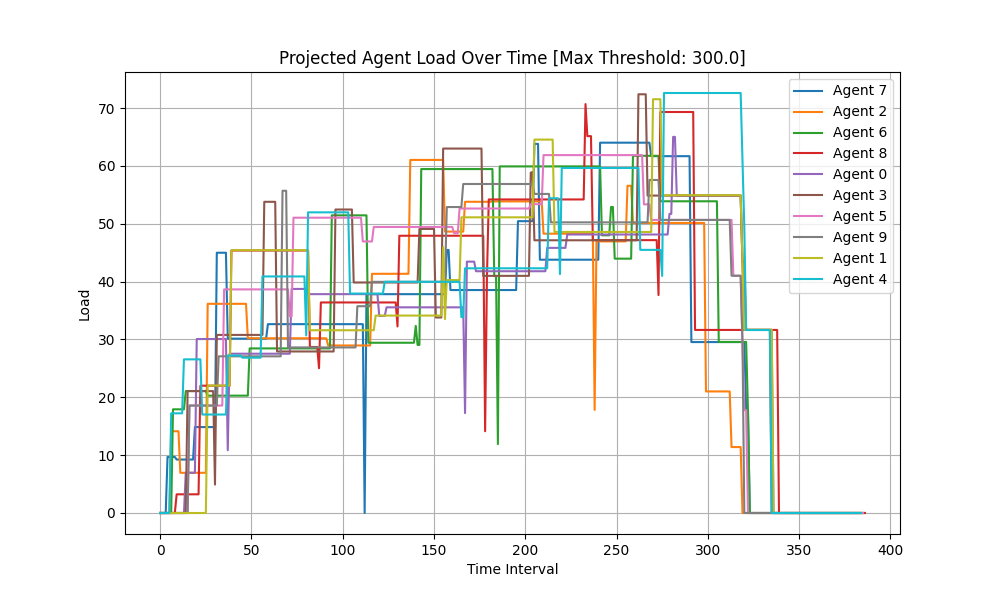 Projected Agent Load Over Time [Max Threshold: 300.0]
Load
70
60
50
40
30
20
10
0
0 50 100 150 200 250 300 350 400
Time Interval
Agent 7
Agent 2
Agent 6
Agent 8
Agent 0
Agent 3
Agent 5
Agent 9
Agent 1
Agent 4